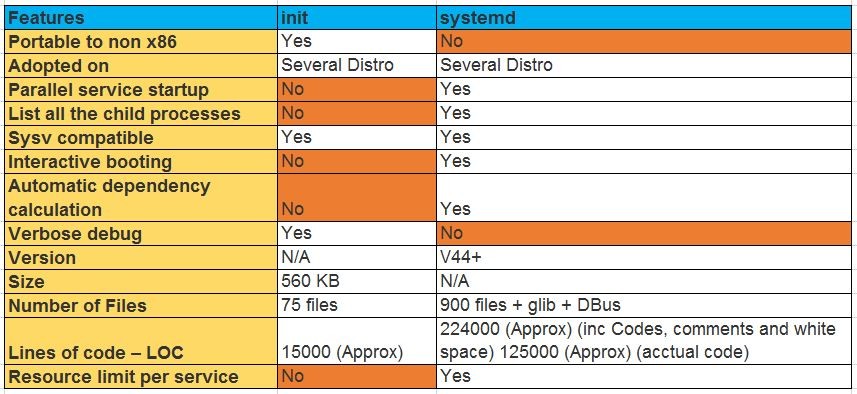 Features init systemd
Portable to non x86 Yes No
Adopted on Several Distro Several Distro
Parallel service startup No Yes
List all the child processes No Yes
Sysv compatible Yes Yes
Interactive booting No Yes
Automatic dependency
calculation No Yes
Verbose debug Yes No
Version N/A V44+
Size 560 KB N/A
Number of Files 75 files 900 files + glib + DBus
224000 (Approx) (inc Codes, comments and white
Lines of code – LOC 15000 (Approx) space) 125000 (Approx) (acctual code)
Resource limit per service No Yes